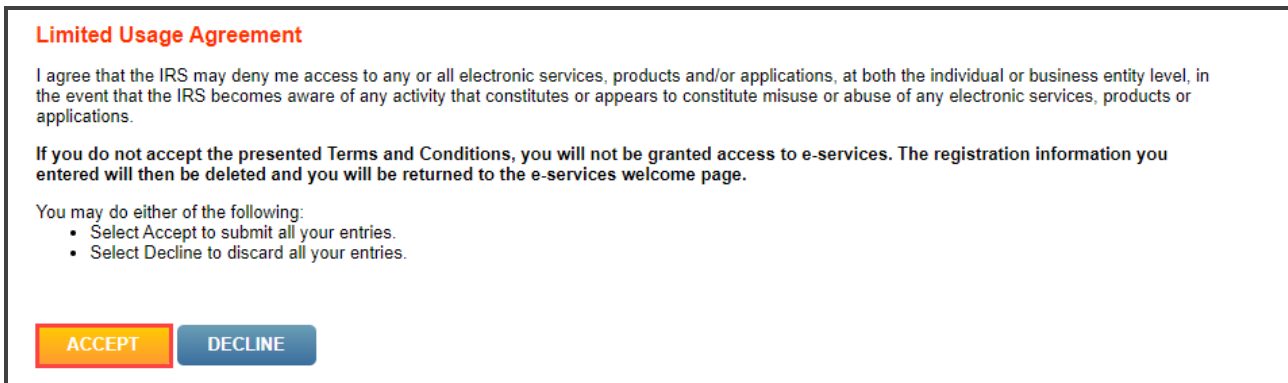 Limited Usage Agreement
I agree that the IRS may deny me access to any or all electronic services, products and/or applications, at both the individual or business entity level, in
the event that the IRS becomes aware of any activity that constitutes or appears to constitute misuse or abuse of any electronic services, products or
applications.
If you do not accept the presented Terms and Conditions, you will not be granted access to e-services. The registration information you
entered will then be deleted and you will be returned to the e-services welcome page.
You may do either of the following:
• Select Accept to submit all your entries.
• Select Decline to discard all your entries.
ACCEPT DECLINE